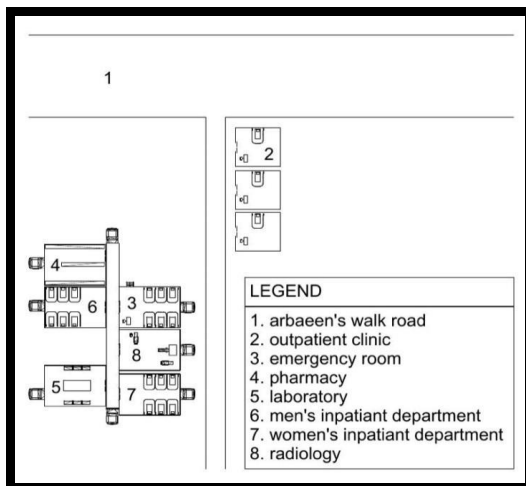 1
2
4
6
3
8
5
7
LEGEND
1. arbaeen's walk road
2. outpatient clinic
3. emergency room
4. pharmacy
5. laboratory
6. men's inpatiant department
7. women's inpatiant department
8. radiology